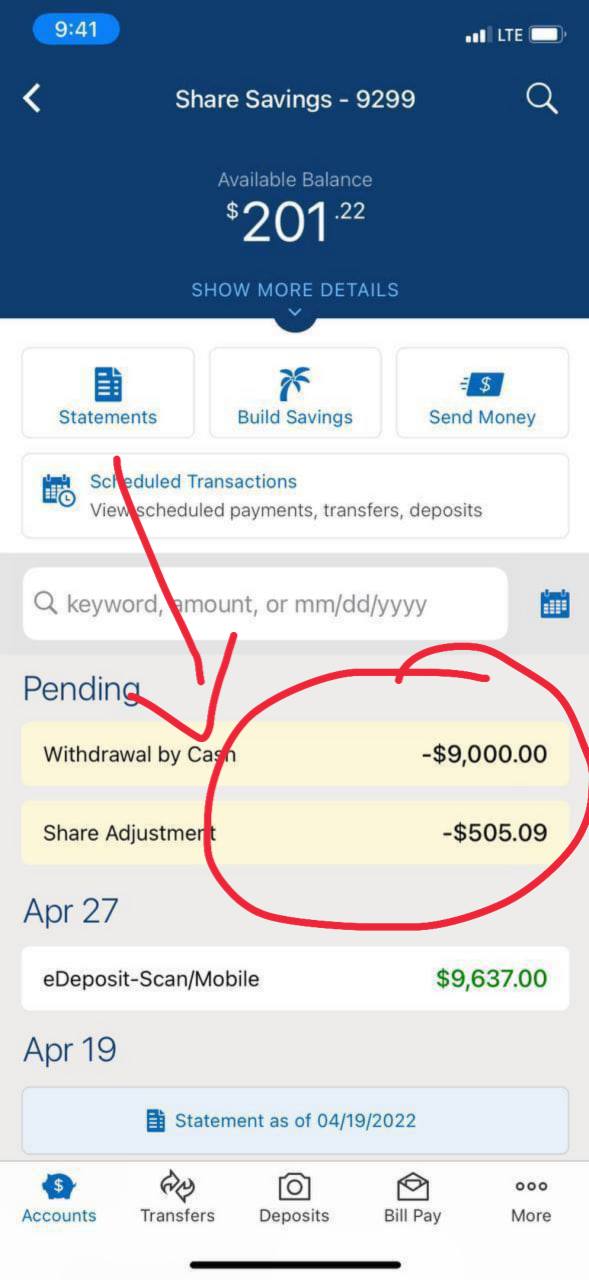 9:41
LTE
Share Savings - 9299
Available Balance
$201.22
SHOW MORE DETAILS
Statements
Build Savings
Send Money
Scheduled Transactions
View scheduled payments, transfers, deposits
keyword, amount, or mm/dd/yyyy
Pending
Withdrawal by Cash -$9,000.00
Share Adjustment -$505.09
Apr 27
eDeposit-Scan/Mobile $9,637.00
Apr 19
Statement as of 04/19/2022
Accounts
Transfers
Deposits
Bill Pay
More